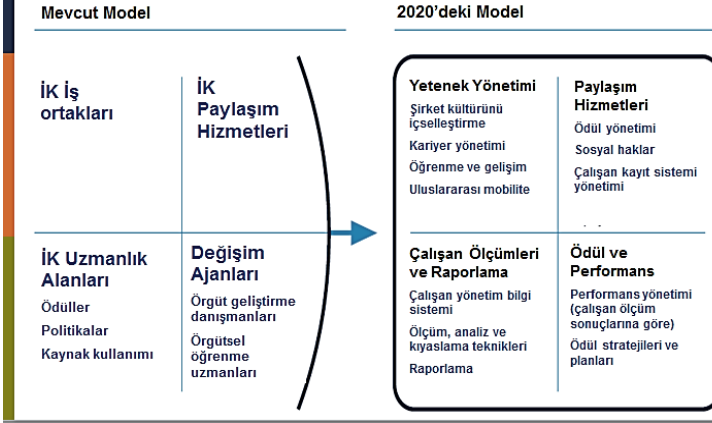 Mevcut Model
İK İş
ortakları
İK
Paylaşım
Hizmetleri
İK Uzmanlık
Alanları
Ödüller
Politikalar
Kaynak kullanımı
Değişim
Ajanları
Örgüt geliştirme
danışmanları
Örgütsel
öğrenme
uzmanları
2020’deki Model
Yetenek Yönetimi
Şirket kültürünü
içselleştirme
Kariyer yönetimi
Öğrenme ve gelişim
Uluslararası mobilite
Paylaşım
Hizmetleri
Ödül yönetimi
Sosyal haklar
Çalışan kayıt sistemi
yönetimi
Çalışan Ölçümleri
ve Raporlama
Çalışan yönetim bilgi
sistemi
Ölçüm, analiz ve
kıyaslama teknikleri
Raporlama
Ödül ve
Performans
Performans yönetimi
(çalışan ölçüm
sonuçlarına göre)
Ödül stratejileri ve
planları